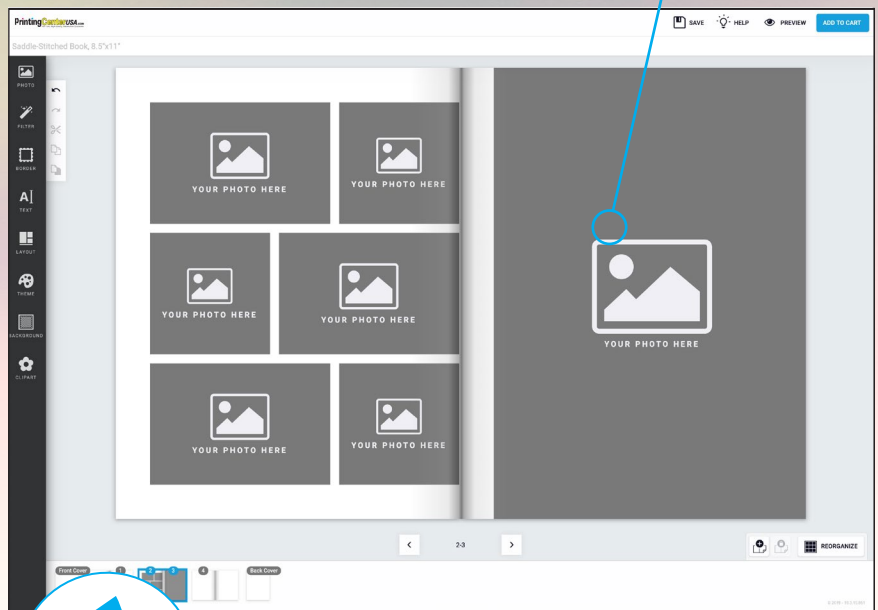 PrintingCenterUSA.com
SAVE
HELP
PREVIEW
ADD TO CART
Saddle-Stitched Book, 8.5"x11"
PHOTO
FILTER
BORDER
A
TEXT
LAYOUT
THEME
BACKGROUND
CLIPART
YOUR PHOTO HERE
YOUR PHOTO HERE
YOUR PHOTO HERE
YOUR PHOTO HERE
YOUR PHOTO HERE
YOUR PHOTO HERE
YOUR PHOTO HERE
< 2-3 >
REORGANIZE
Front Cover
1
2
3
4
Back Cover